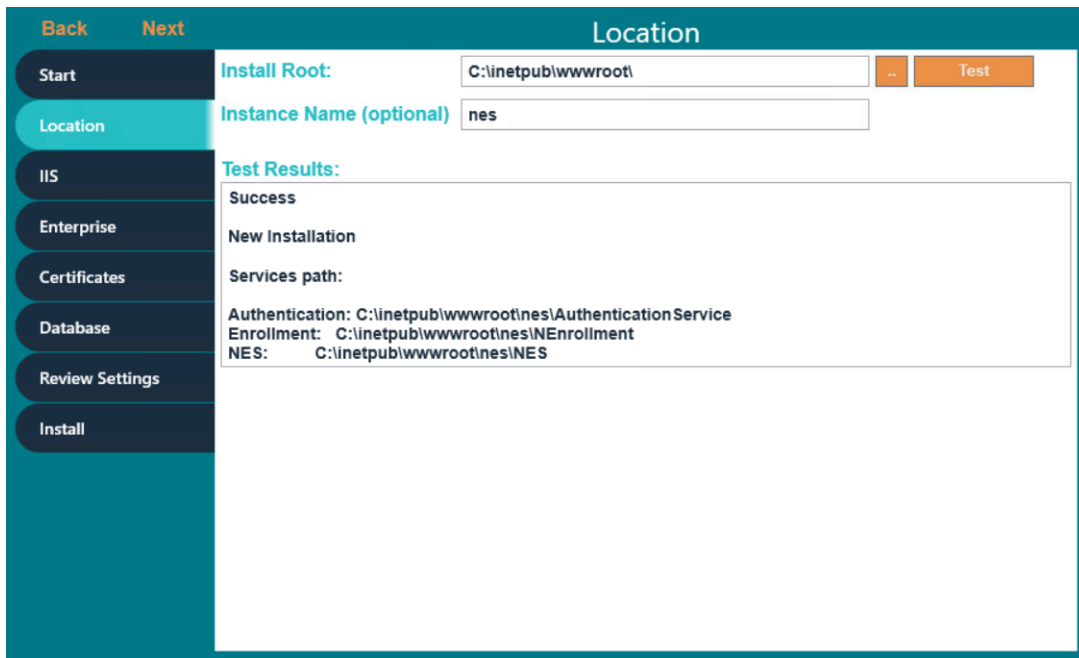 Back Next Location
Start
Location
IIS
Enterprise
Certificates
Database
Review Settings
Install
Install Root: C:\inetpub\wwwroot\ .. Test
Instance Name (optional) nes
Test Results:
Success
New Installation
Services path:
Authentication: C:\inetpub\wwwroot\nes\AuthenticationService
Enrollment: C:\inetpub\wwwroot\nes\NEnrollment
NES: C:\inetpub\wwwroot\nes\NES